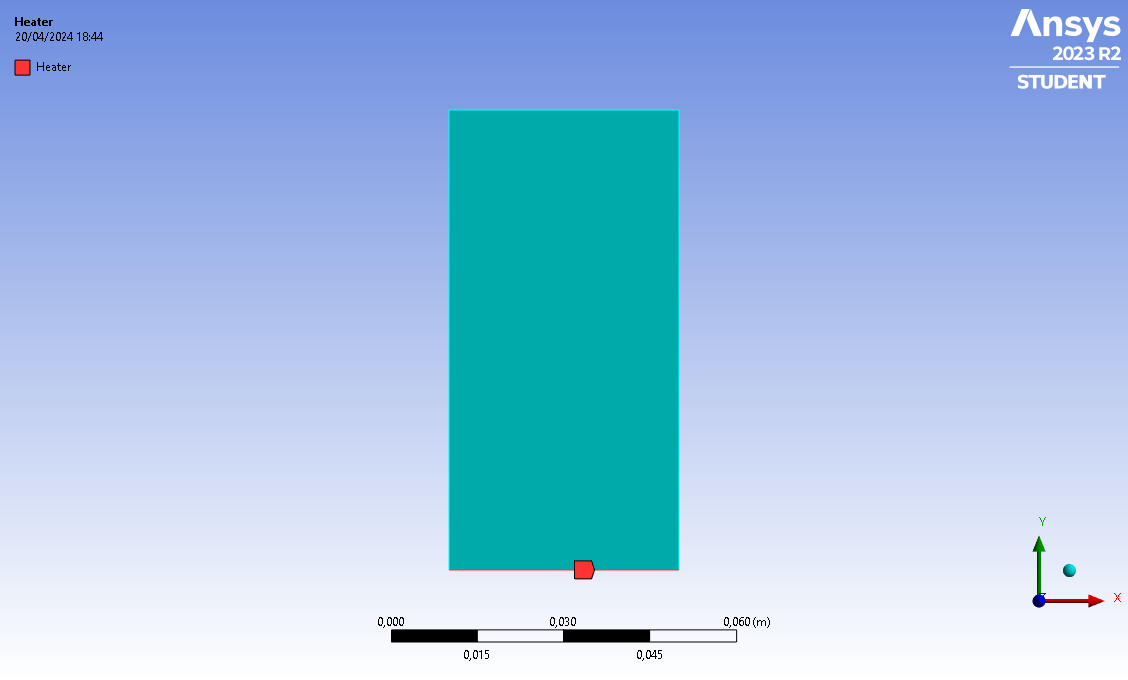 Heater
20/04/2024 18:44
Heater
Ansys
2023 R2
STUDENT
Y
Z
X
0,000 0,030 0,060 (m)
0,015 0,045